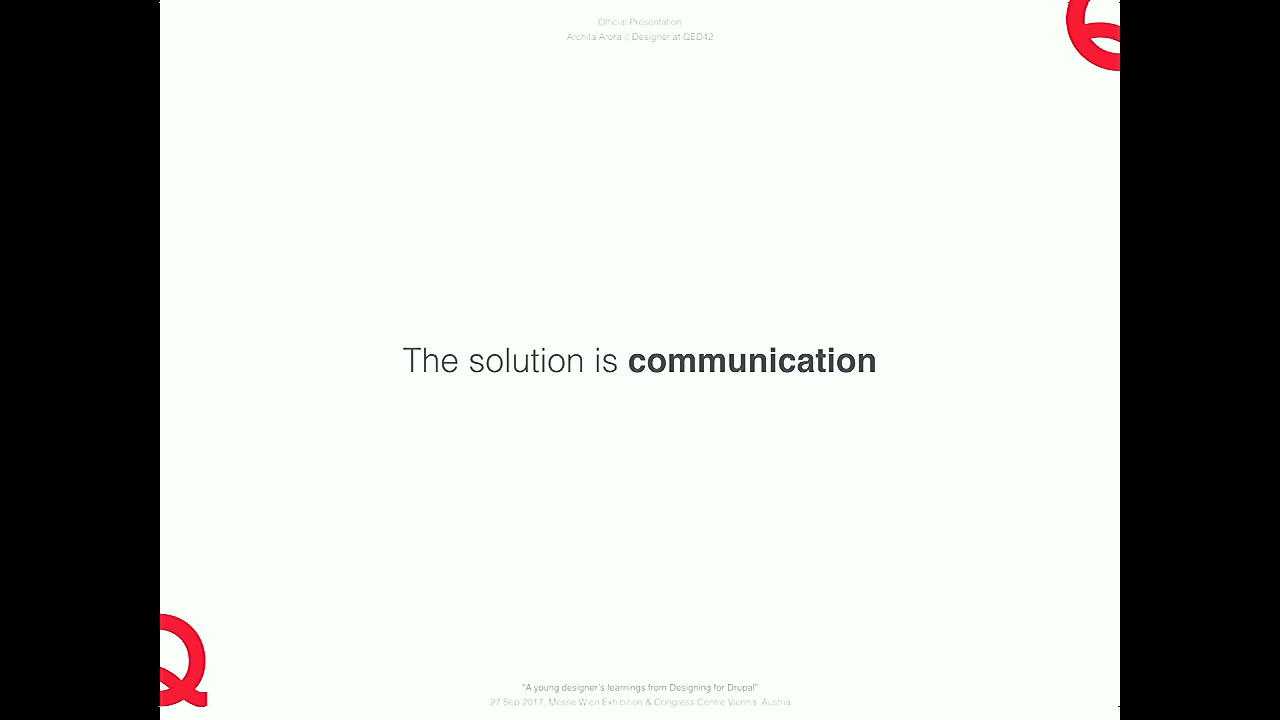 Official Presentation
Archita Arora // Designer at QED42
The solution is communication
"A young designer's learnings from Designing for Drupal"
27 Sep 2017, Messe Wien Exhibition & Congress Centre Vienna, Austria